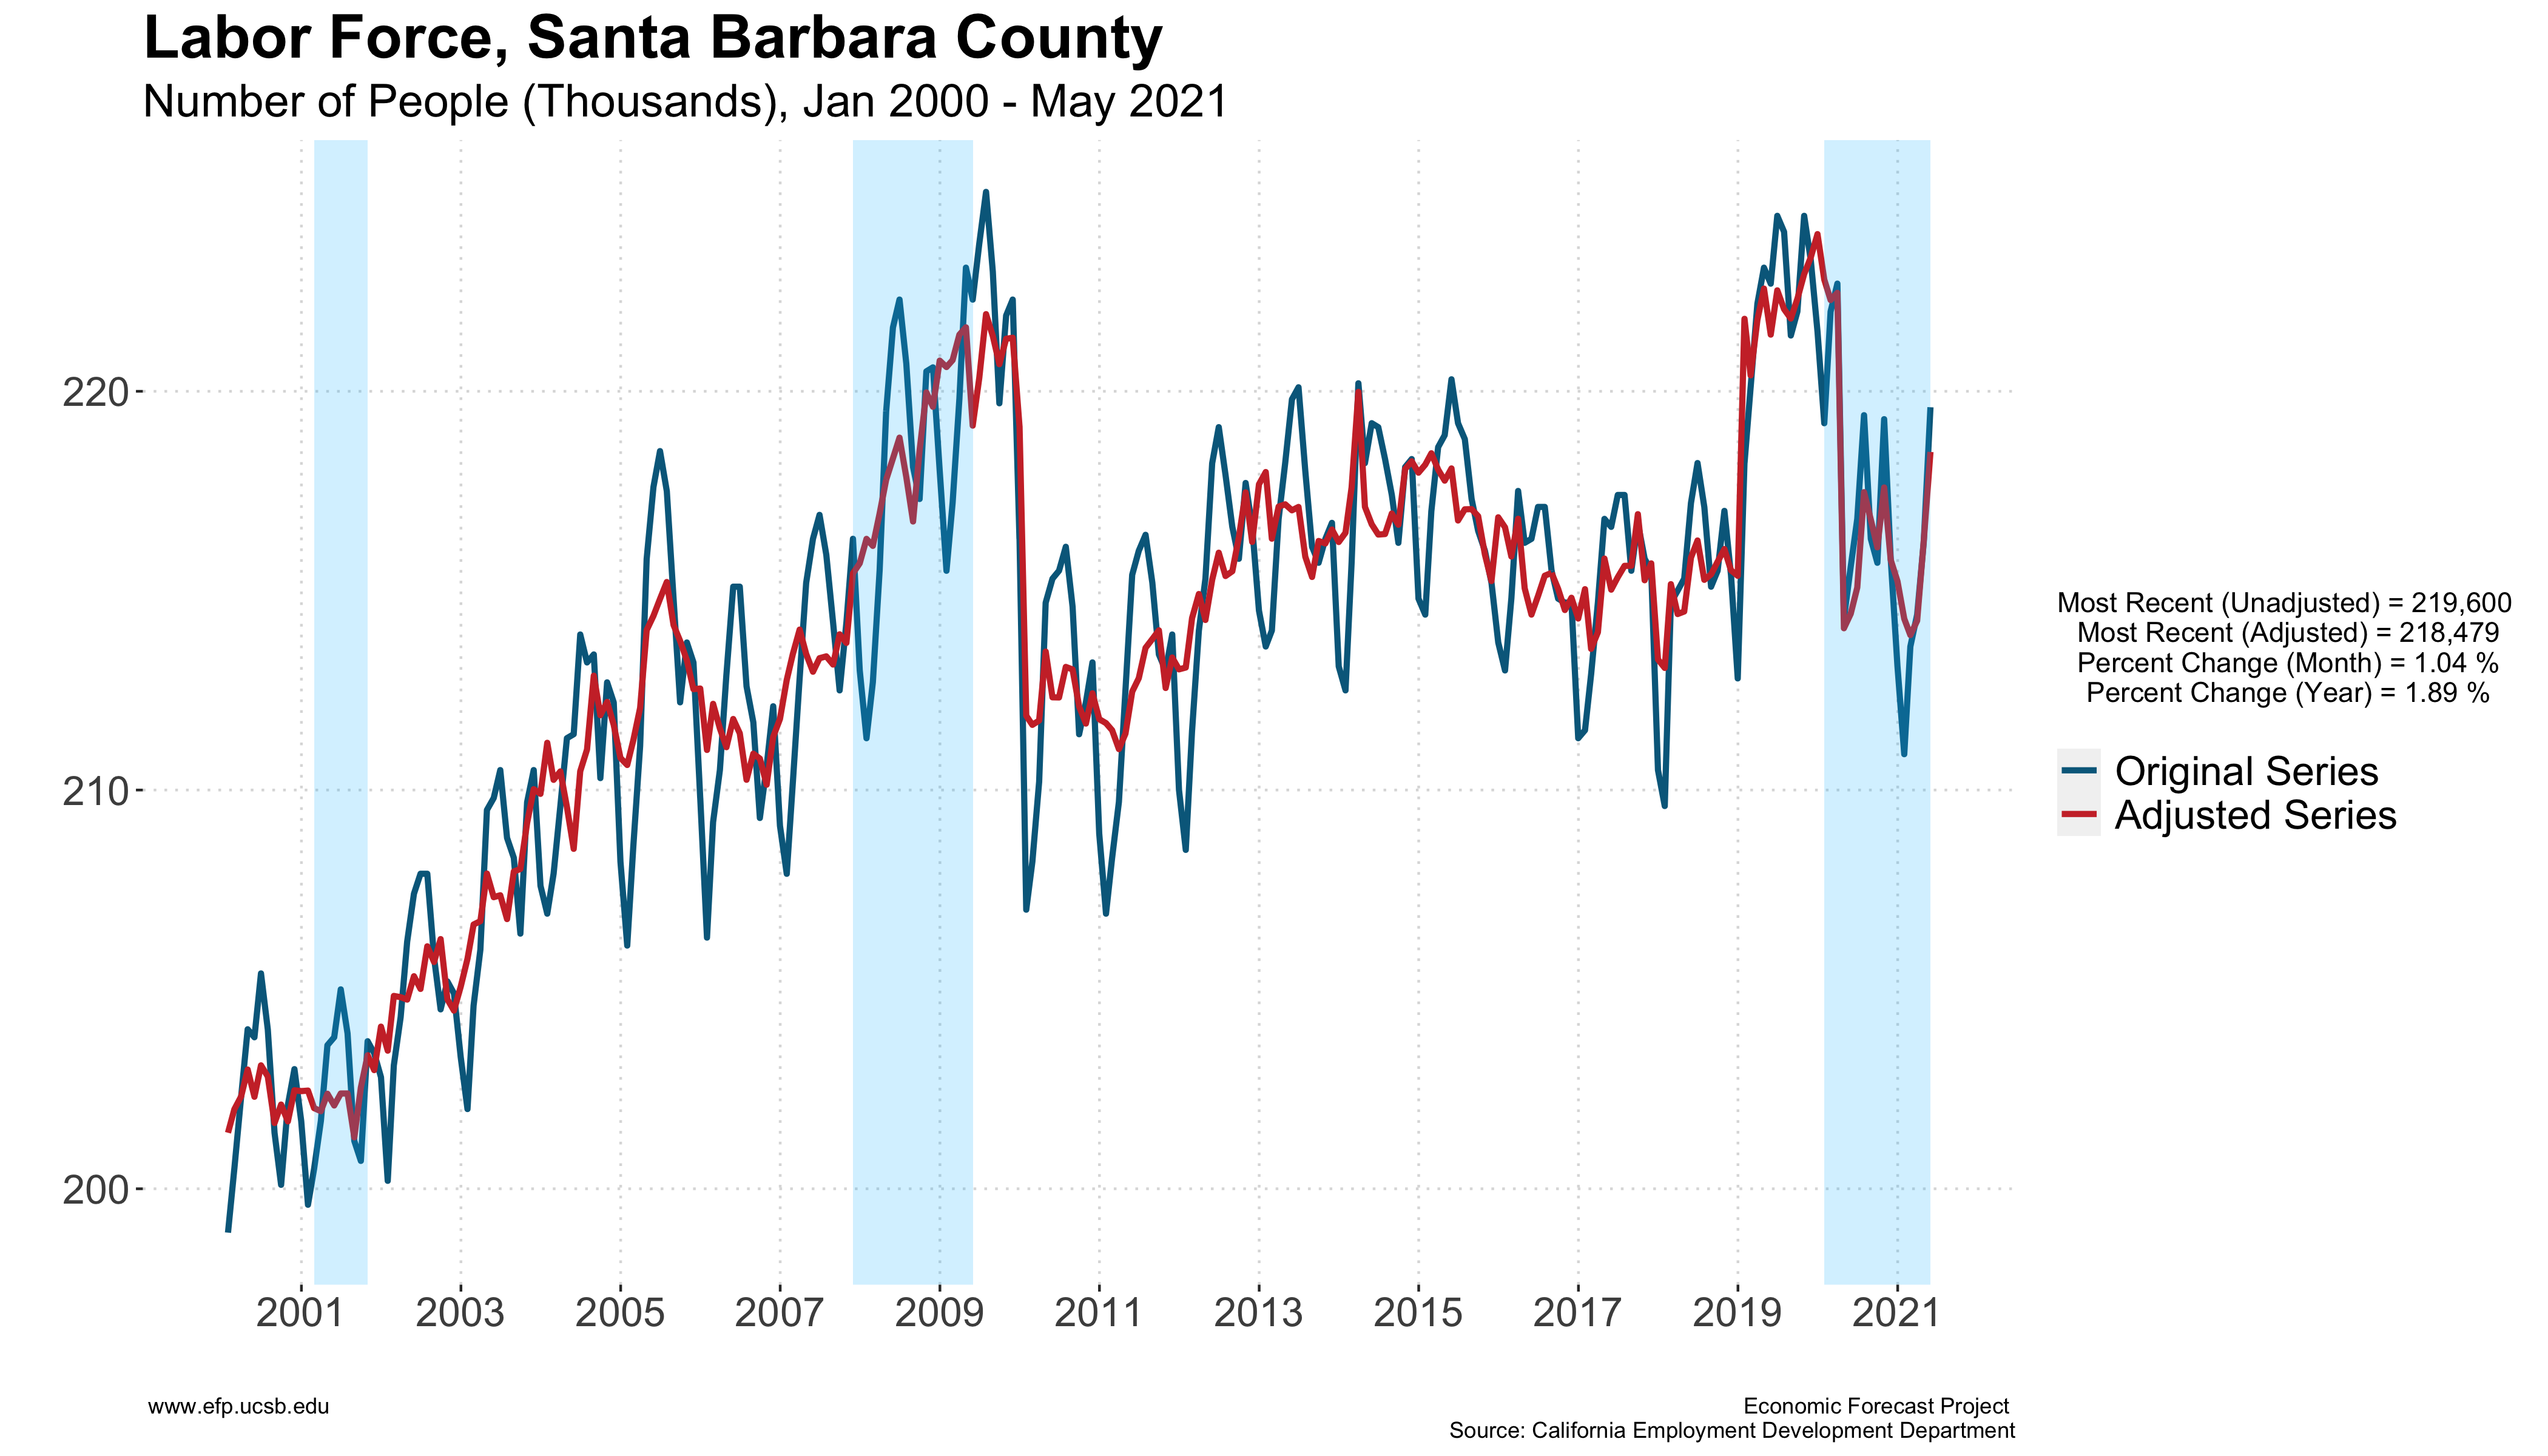 Labor Force, Santa Barbara County
Number of People (Thousands), Jan 2000 - May 2021
220
210
200
2001 2003 2005 2007 2009 2011 2013 2015 2017 2019 2021
Most Recent (Unadjusted) = 219,600
Most Recent (Adjusted) = 218,479
Percent Change (Month) = 1.04 %
Percent Change (Year) = 1.89 %
Original Series
Adjusted Series
www.efp.ucsb.edu
Economic Forecast Project
Source: California Employment Development Department